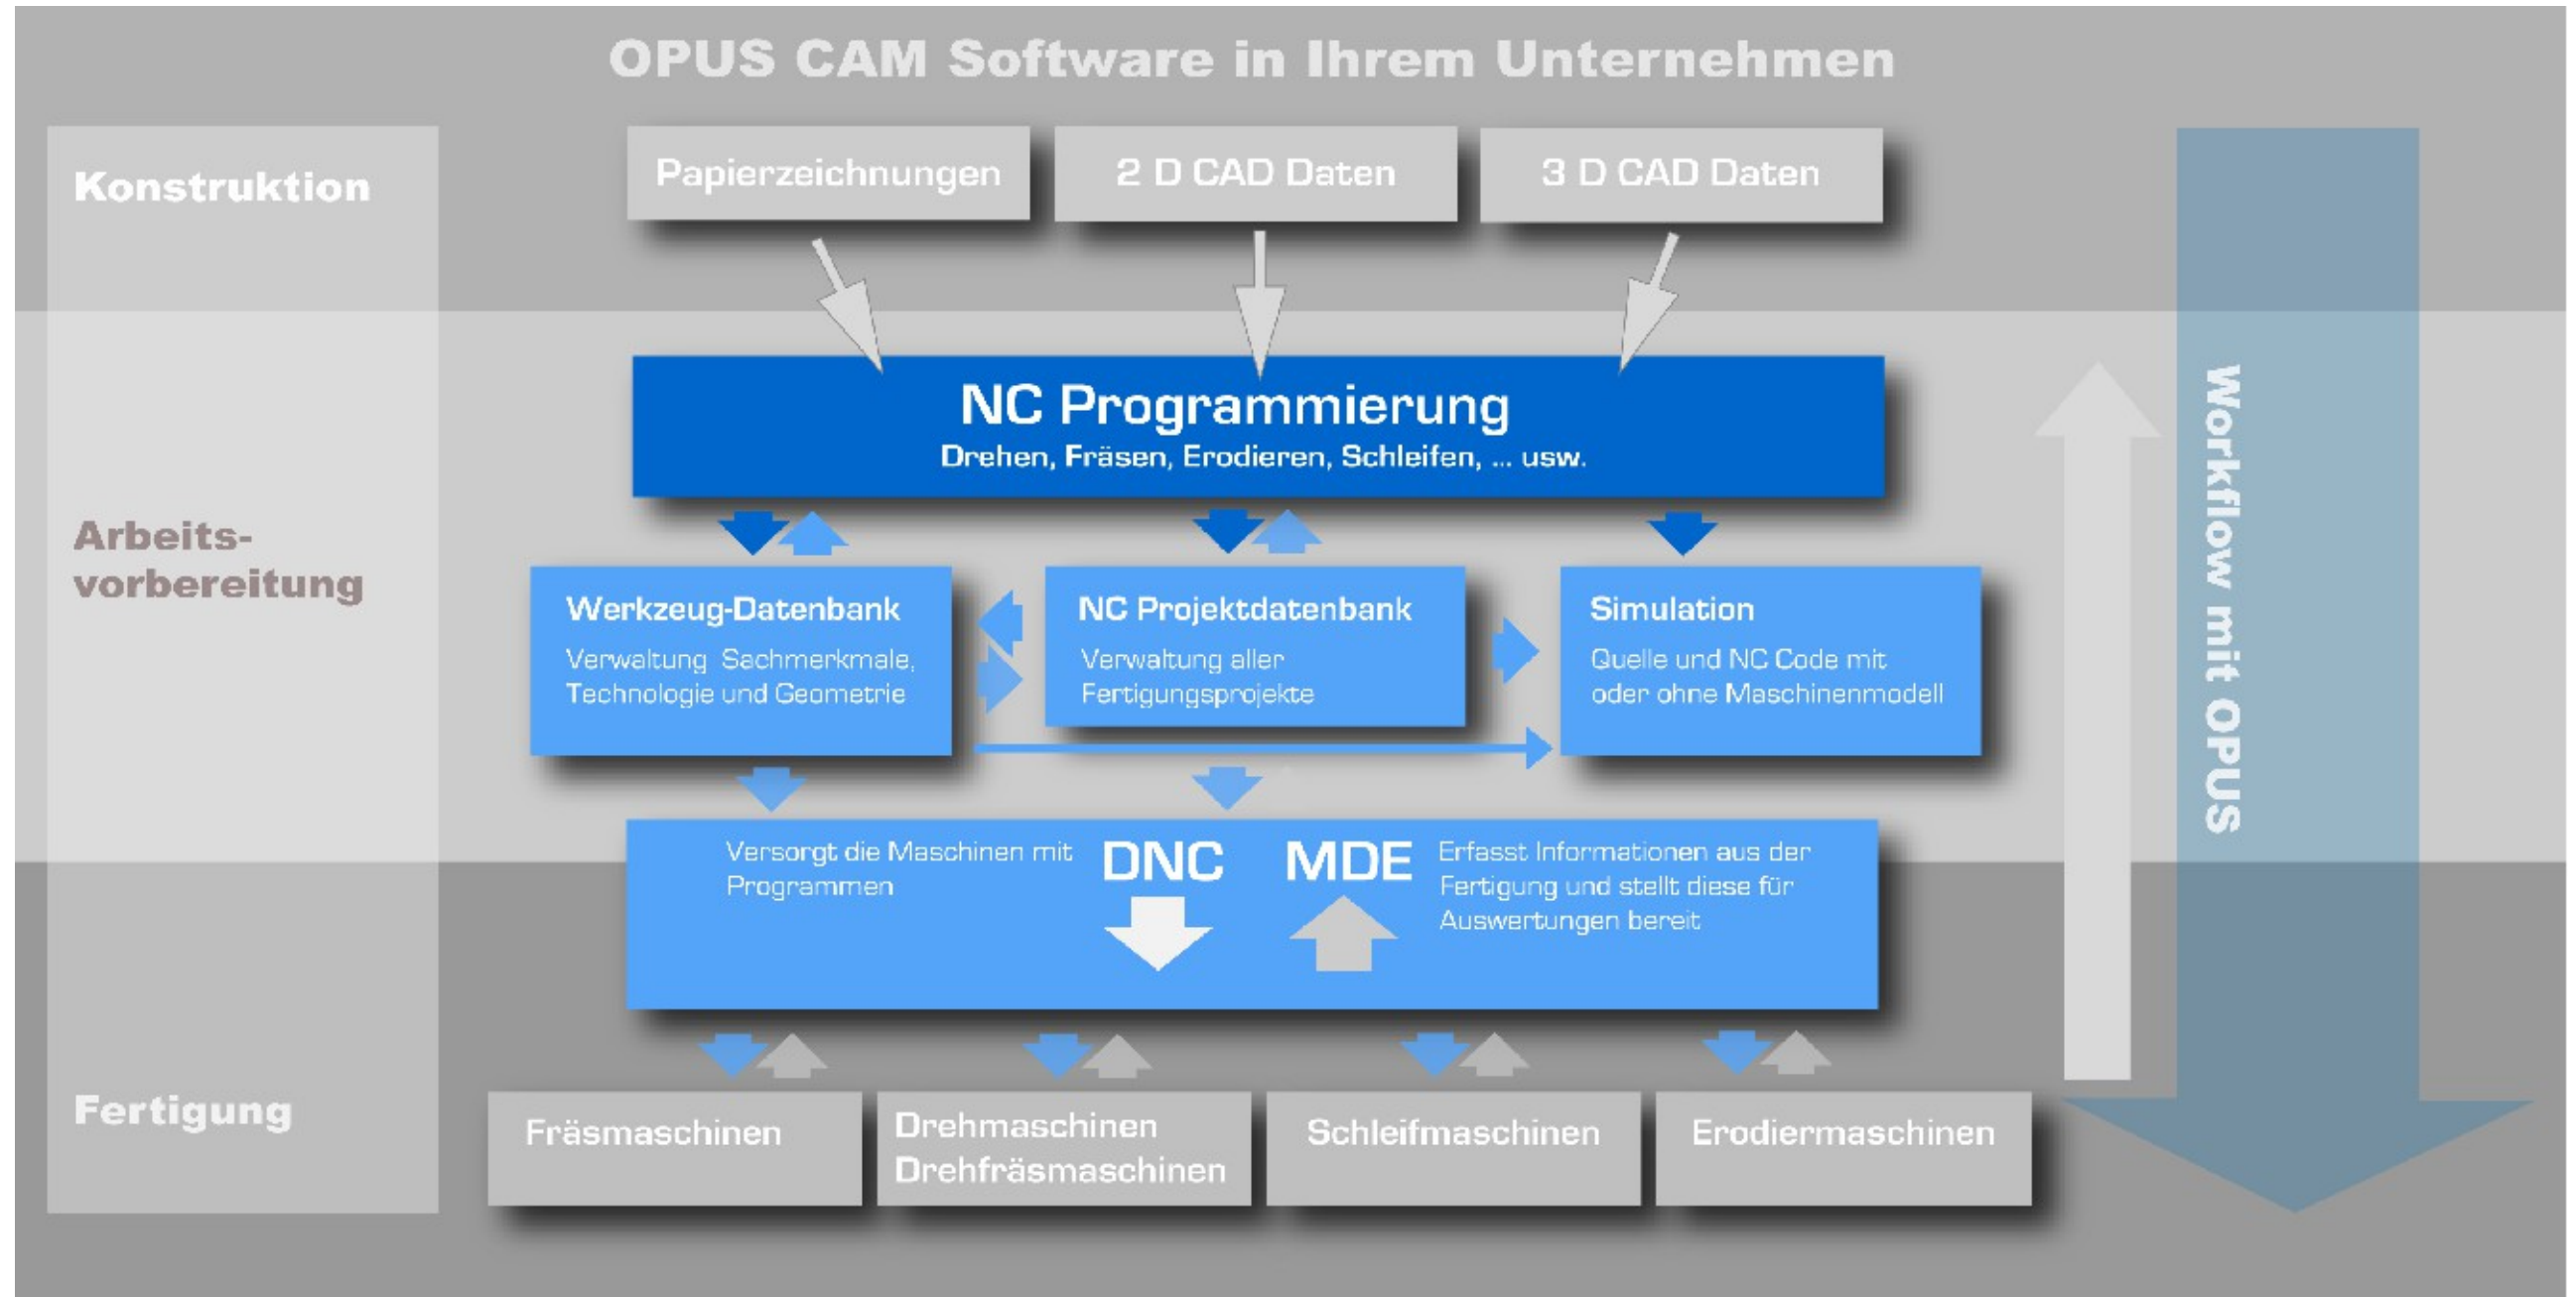 OPUS CAM Software in Ihrem Unternehmen
Konstruktion
Papierzeichnungen
2 D CAD Daten
3 D CAD Daten
NC Programmierung
Drehen, Fräsen, Erodieren, Schleifen, ... usw.
Arbeits-
vorbereitung
Werkzeug-Datenbank
Verwaltung Sachmerkmale,
Technologie und Geometrie
NC Projektdatenbank
Verwaltung aller
Fertigungsprojekte
Simulation
Quelle und NC Code mit
oder ohne Maschinenmodell
Versorgt die Maschinen mit
Programmen
DNC
MDE
Erfasst Informationen aus der
Fertigung und stellt diese für
Auswertungen bereit
Fertigung
Fräsmaschinen
Drehmaschinen
Drehfräsmaschinen
Schleifmaschinen
Erodiermaschinen
Workflow mit OPUS